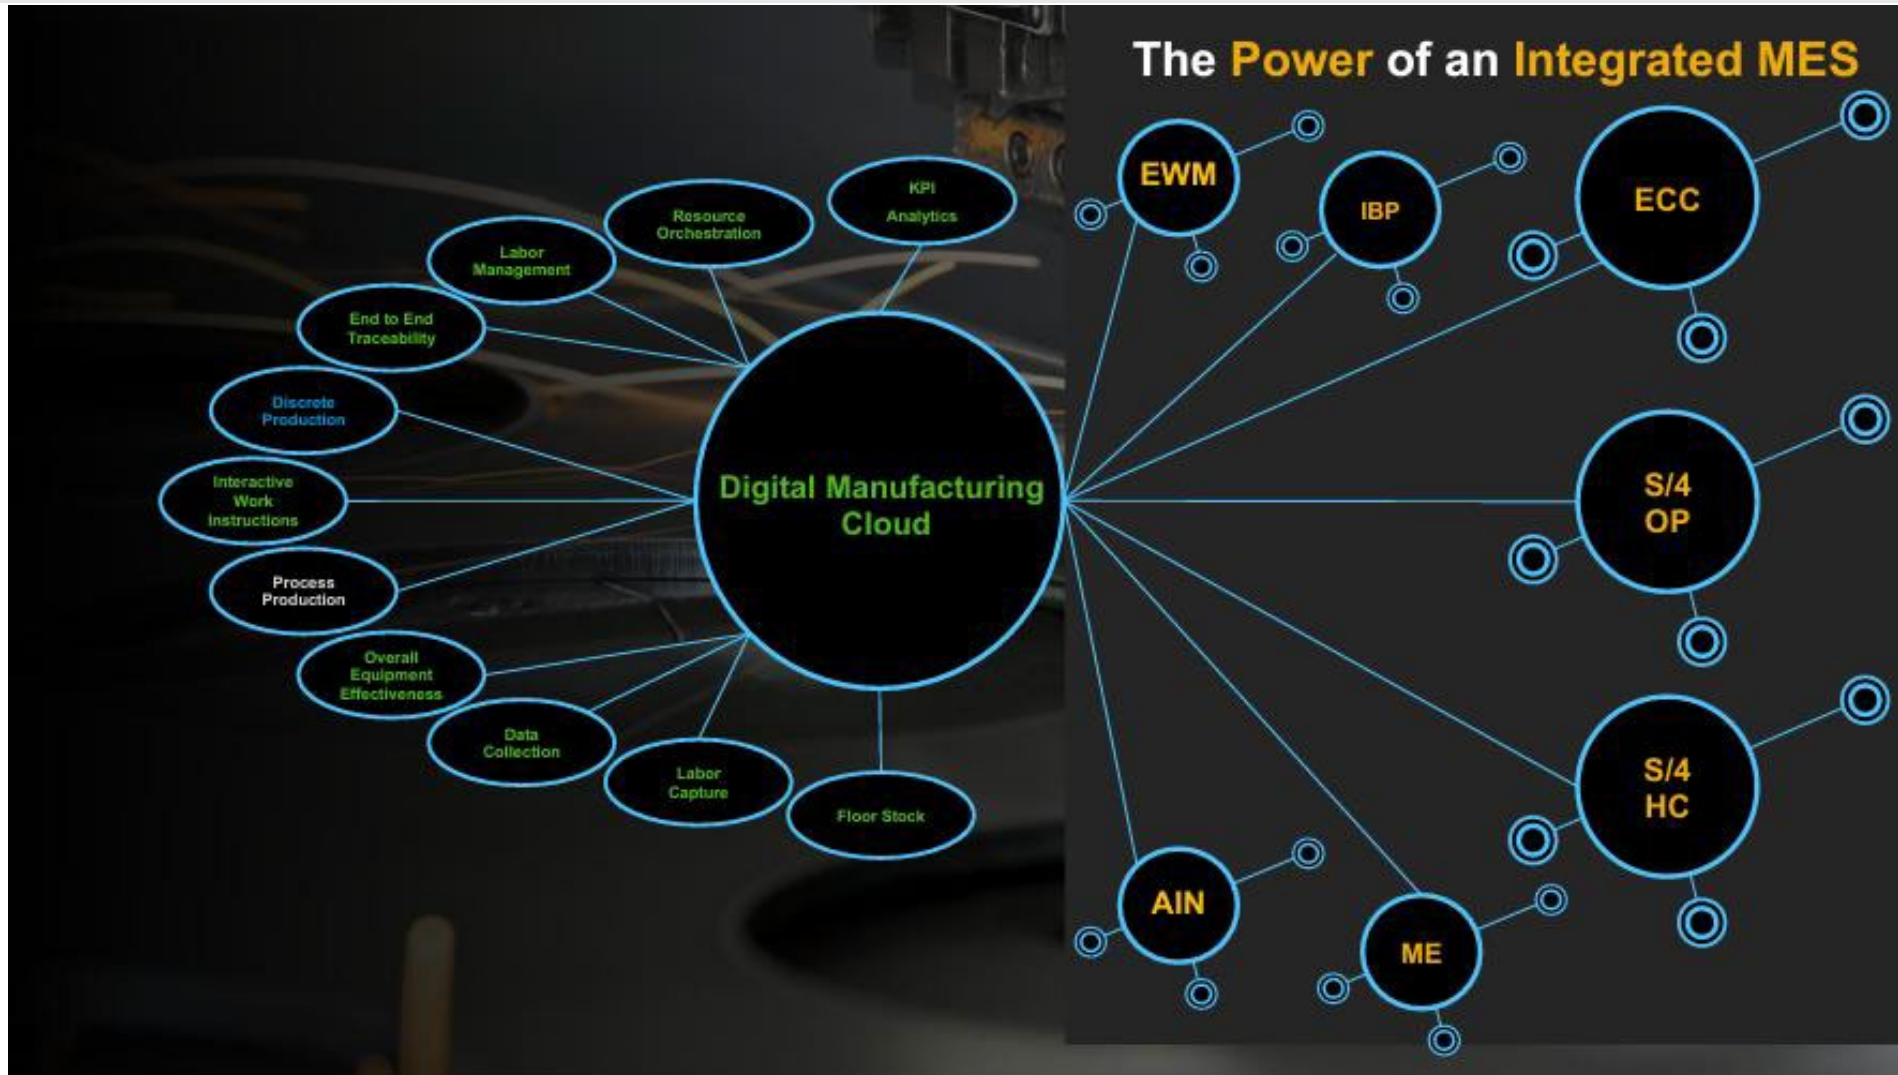 The Power of an Integrated MES
KPI
Analytics
Resource
Orchestration
Labor
Management
End to End
Traceability
Discrete
Production
Interactive
Work
Instructions
Process
Production
Overall
Equipment
Effectiveness
Data
Collection
Labor
Capture
Floor Stock
Digital Manufacturing
Cloud
EWM
IBP
ECC
S/4
OP
S/4
HC
AIN
ME